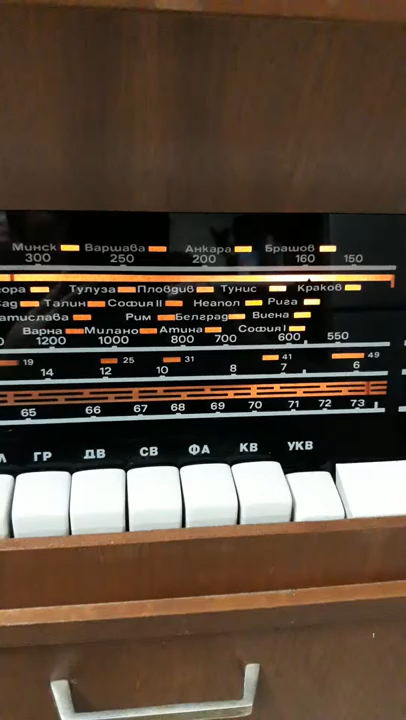 Минск Варшава Анкара Брашов
300 250 200 160 150
Тулуза Пловдив Тунис Краков
Талин София II Неапол Рига
Рим Белград Виена
Варна Милано Атина София I
1200 1000 800 700 600 550
19 25 31 41 49
14 12 10 8 7 6
65 66 67 68 69 70 71 72 73
ГР ДВ СВ ФА КВ УКВ